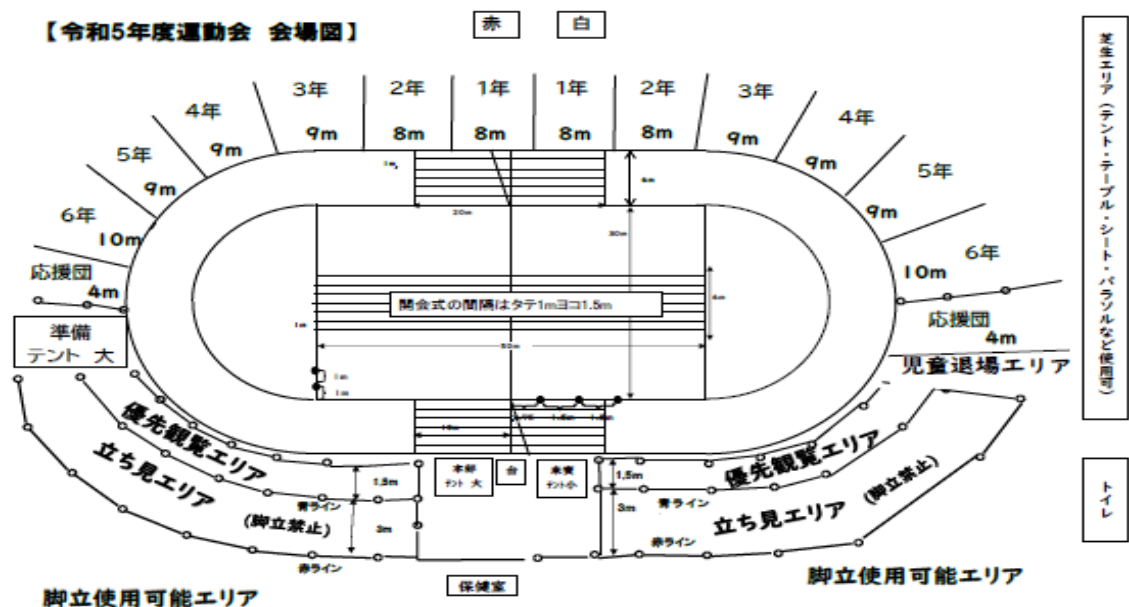 【令和5年度運動会 会場図】
赤 白
3年 2年 1年 1年 2年 3年
9m 8m 8m 8m 8m 9m
4年 4年
9m 9m
5年 5年
9m 9m
6年 6年
10m 10m
応援団 応援団
4m 4m
準備
テント 大
児童退場エリア
1m
6m
20m
30m
開会式の間隔はタテ1mヨコ1.5m
1m
50m
1m
1m
10m
優先観覧エリア
立ち見エリア
(脚立禁止)
1.5m
青ライン
3m
赤ライン
本部
テント 大
台
来賓
テント小
1.5m
青ライン
3m
赤ライン
優先観覧エリア
立ち見エリア
(脚立禁止)
保健室
脚立使用可能エリア
脚立使用可能エリア
芝生エリア(テント・テーブル・シート・パラソルなど使用可)
トイレ